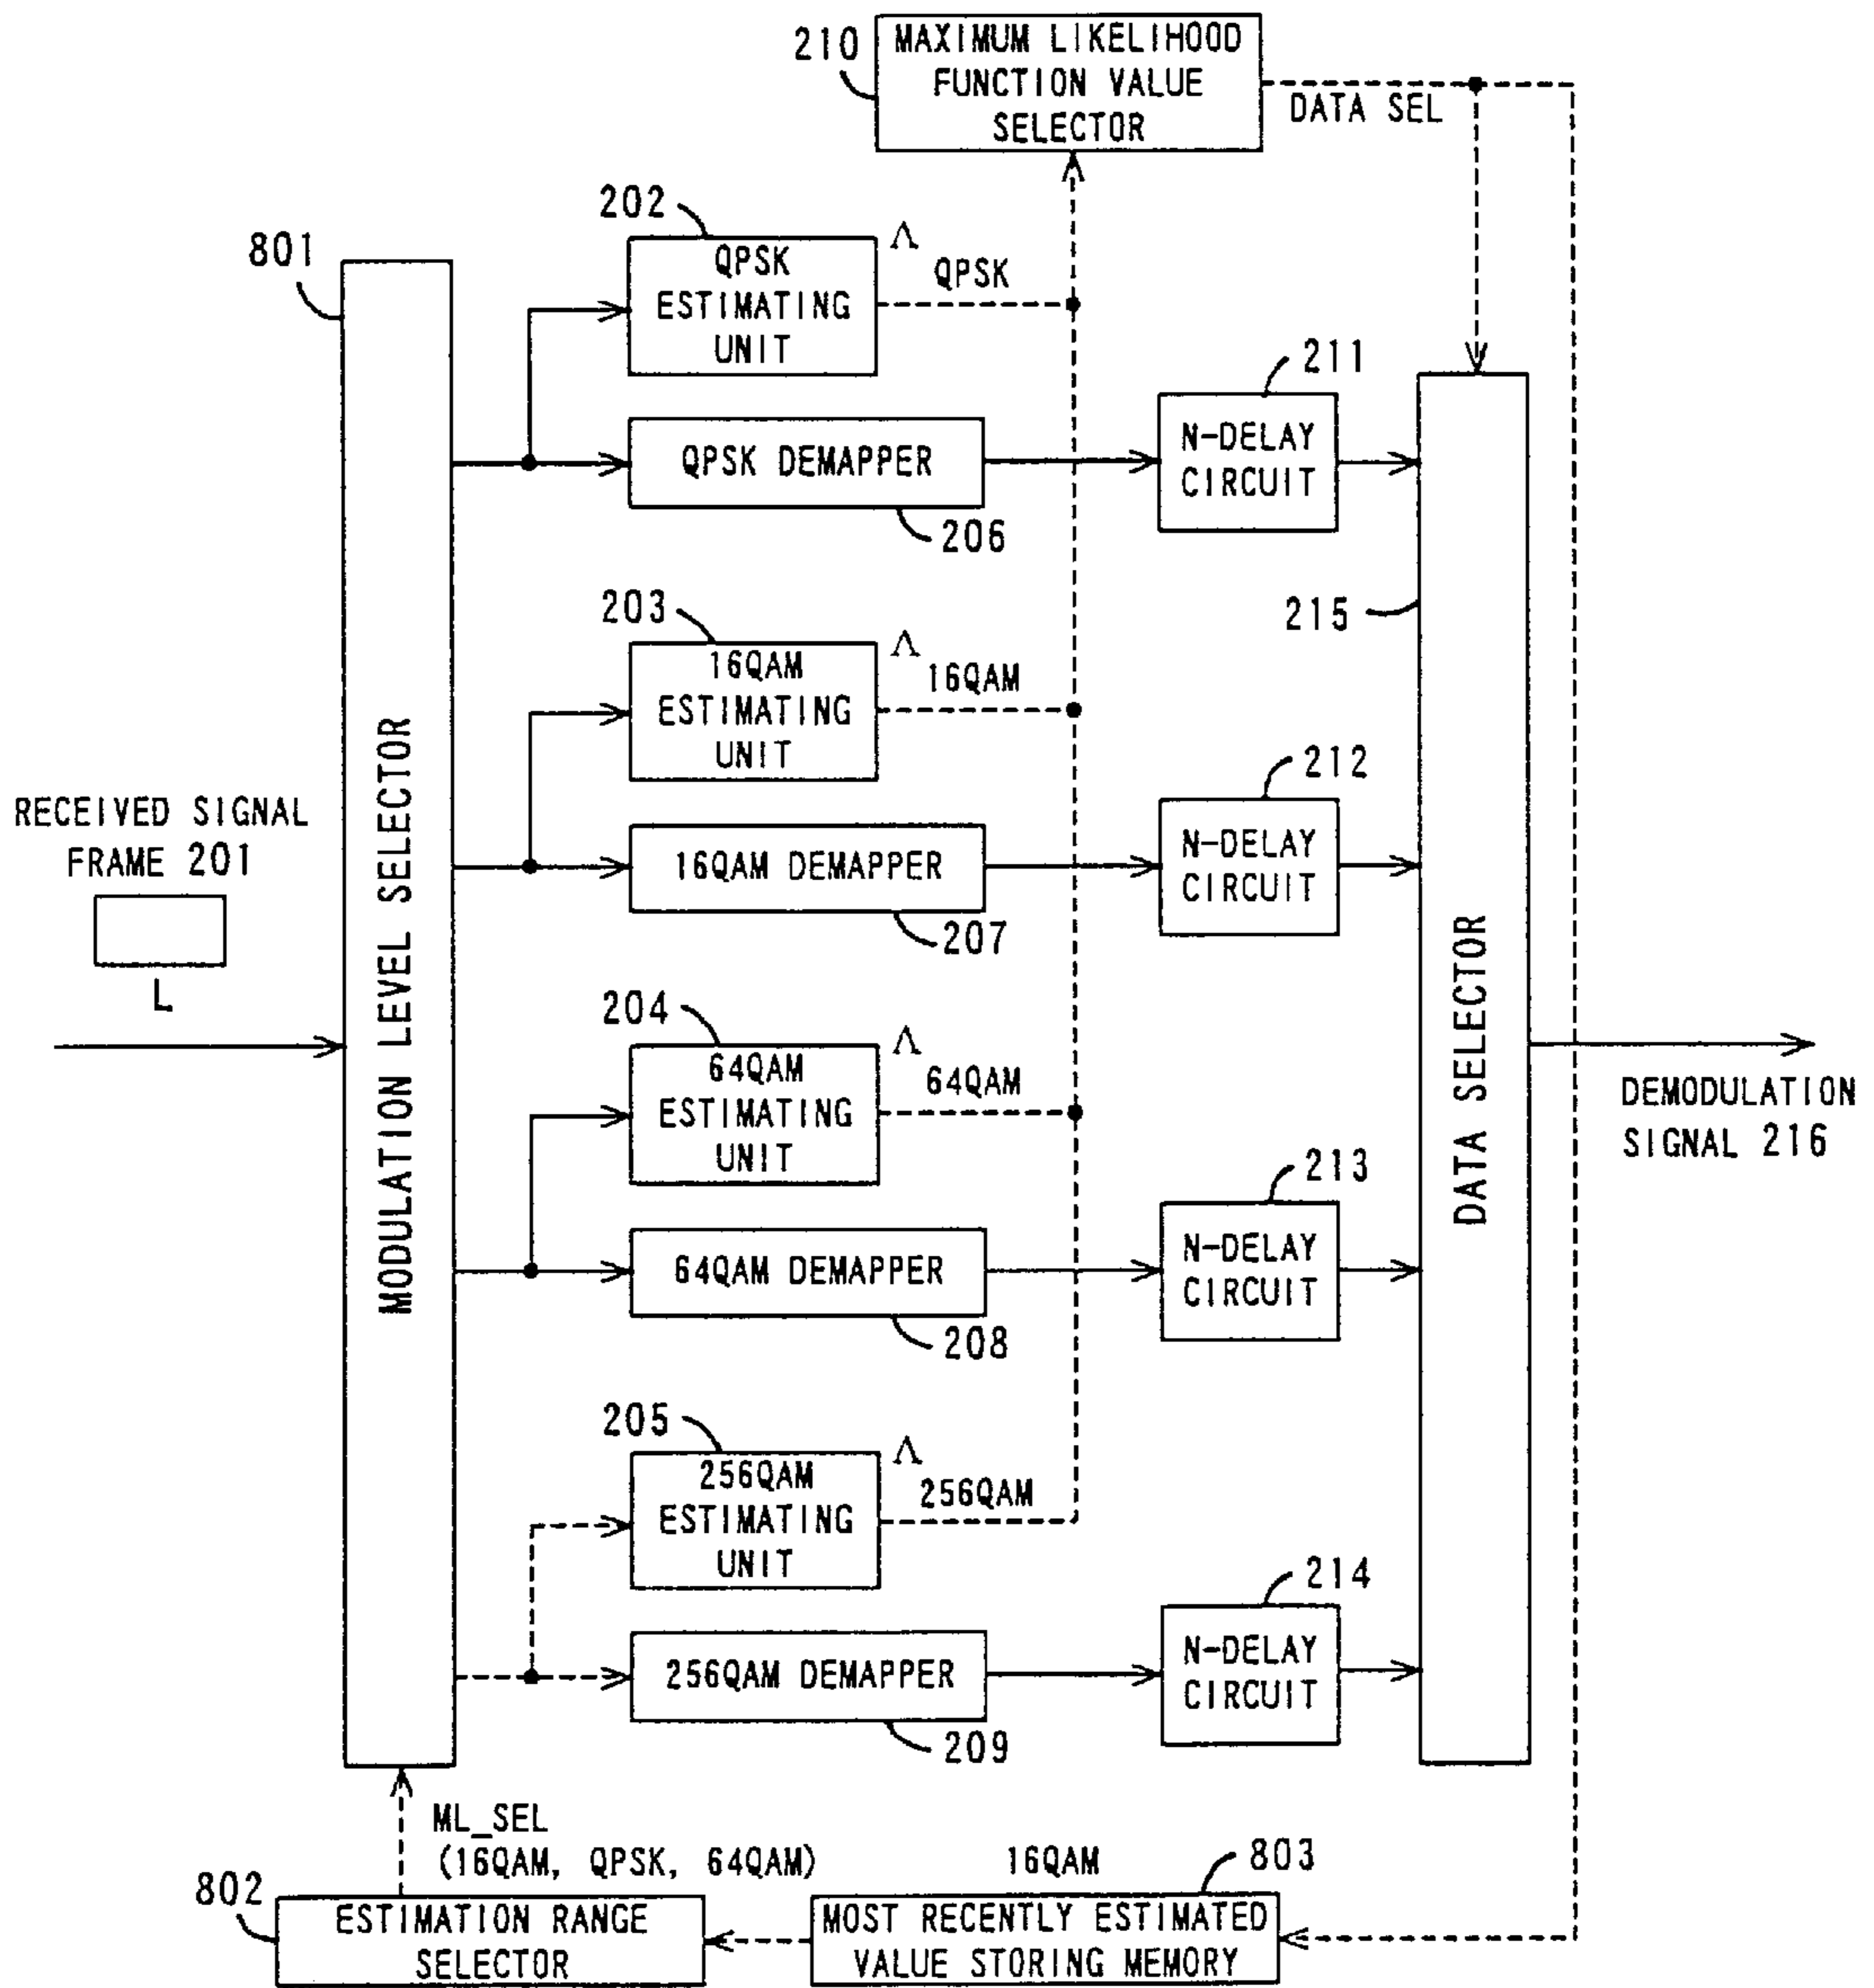 210
MAXIMUM LIKELIHOOD
FUNCTION VALUE
SELECTOR
DATA SEL
801
MODULATION LEVEL SELECTOR
202
QPSK
ESTIMATING
UNIT
Λ
QPSK
QPSK DEMAPPER
206
211
N-DELAY
CIRCUIT
203
16QAM
ESTIMATING
UNIT
Λ
16QAM
16QAM DEMAPPER
207
212
N-DELAY
CIRCUIT
215
DATA SELECTOR
RECEIVED SIGNAL
FRAME 201
L
204
64QAM
ESTIMATING
UNIT
Λ
64QAM
64QAM DEMAPPER
208
213
N-DELAY
CIRCUIT
DEMODULATION
SIGNAL 216
205
256QAM
ESTIMATING
UNIT
Λ
256QAM
256QAM DEMAPPER
209
214
N-DELAY
CIRCUIT
ML_SEL
(16QAM, QPSK, 64QAM)
16QAM
802
ESTIMATION RANGE
SELECTOR
803
MOST RECENTLY ESTIMATED
VALUE STORING MEMORY